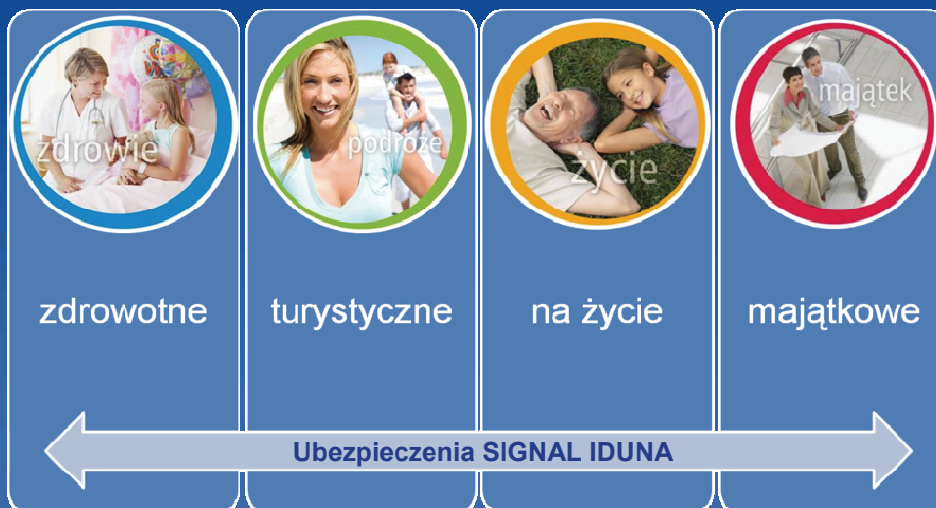 zdrowie
podróże
życie
majątek
zdrowotne
turystyczne
na życie
majątkowe
Ubezpieczenia SIGNAL IDUNA